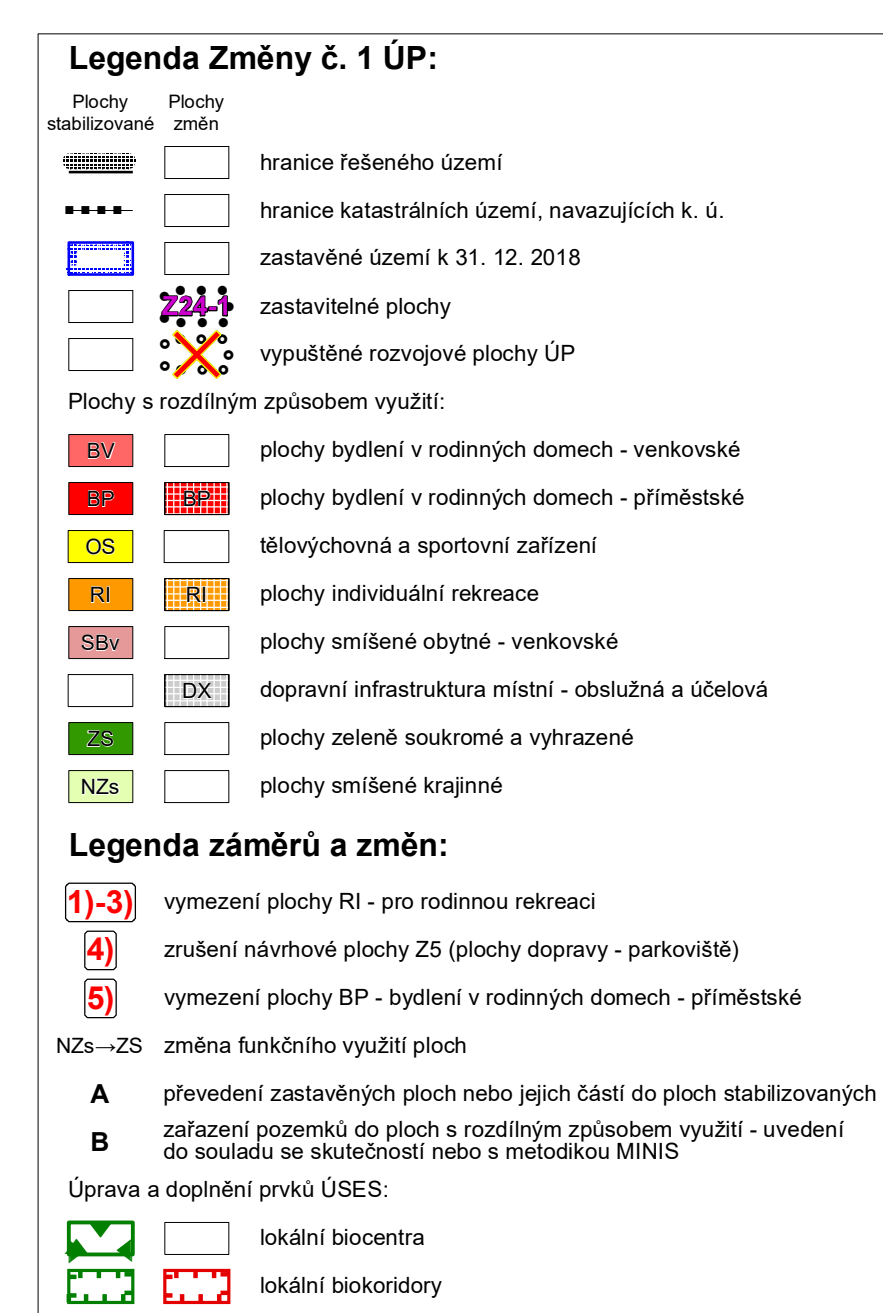 Legenda Změny č. 1 ÚP:
Plochy Plochy
stabilizované změn
hranice řešeného území
hranice katastrálních území, navazujících k. ú.
zastavěné území k 31. 12. 2018
Z24-1 zastavitelné plochy
vypuštěné rozvojové plochy ÚP
Plochy s rozdílným způsobem využití:
BV plochy bydlení v rodinných domech - venkovské
BP BP plochy bydlení v rodinných domech - příměstské
OS tělovýchovná a sportovní zařízení
RI RI plochy individuální rekreace
SBv plochy smíšené obytné - venkovské
DX dopravní infrastruktura místní - obslužná a účelová
ZS plochy zeleně soukromé a vyhrazené
NZs plochy smíšené krajinné
Legenda záměrů a změn:
1)-3) vymezení plochy RI - pro rodinnou rekreaci
4) zrušení návrhové plochy Z5 (plochy dopravy - parkoviště)
5) vymezení plochy BP - bydlení v rodinných domech - příměstské
NZs→ZS změna funkčního využití ploch
A převedení zastavěných ploch nebo jejich částí do ploch stabilizovaných
B zařazení pozemků do ploch s rozdílným způsobem využití - uvedení
do souladu se skutečností nebo s metodikou MINIS
Úprava a doplnění prvků ÚSES:
lokální biocentra
lokální biokoridory